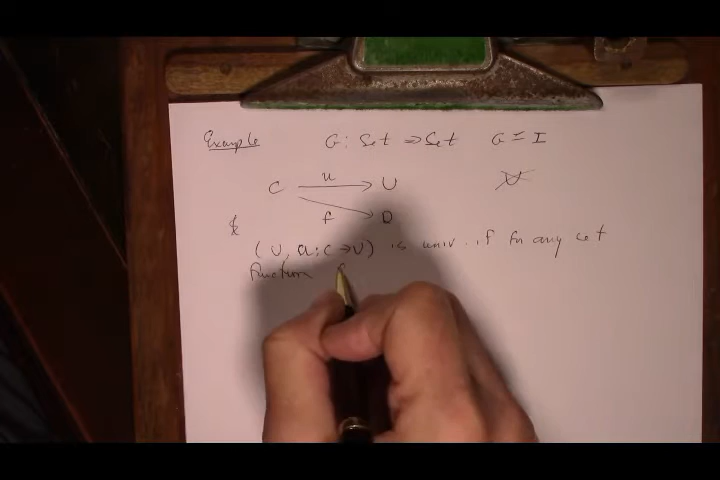 Example G: Set → Set G = I
C u U
f D
(U, u: C → U) is univ. if for any set
function f